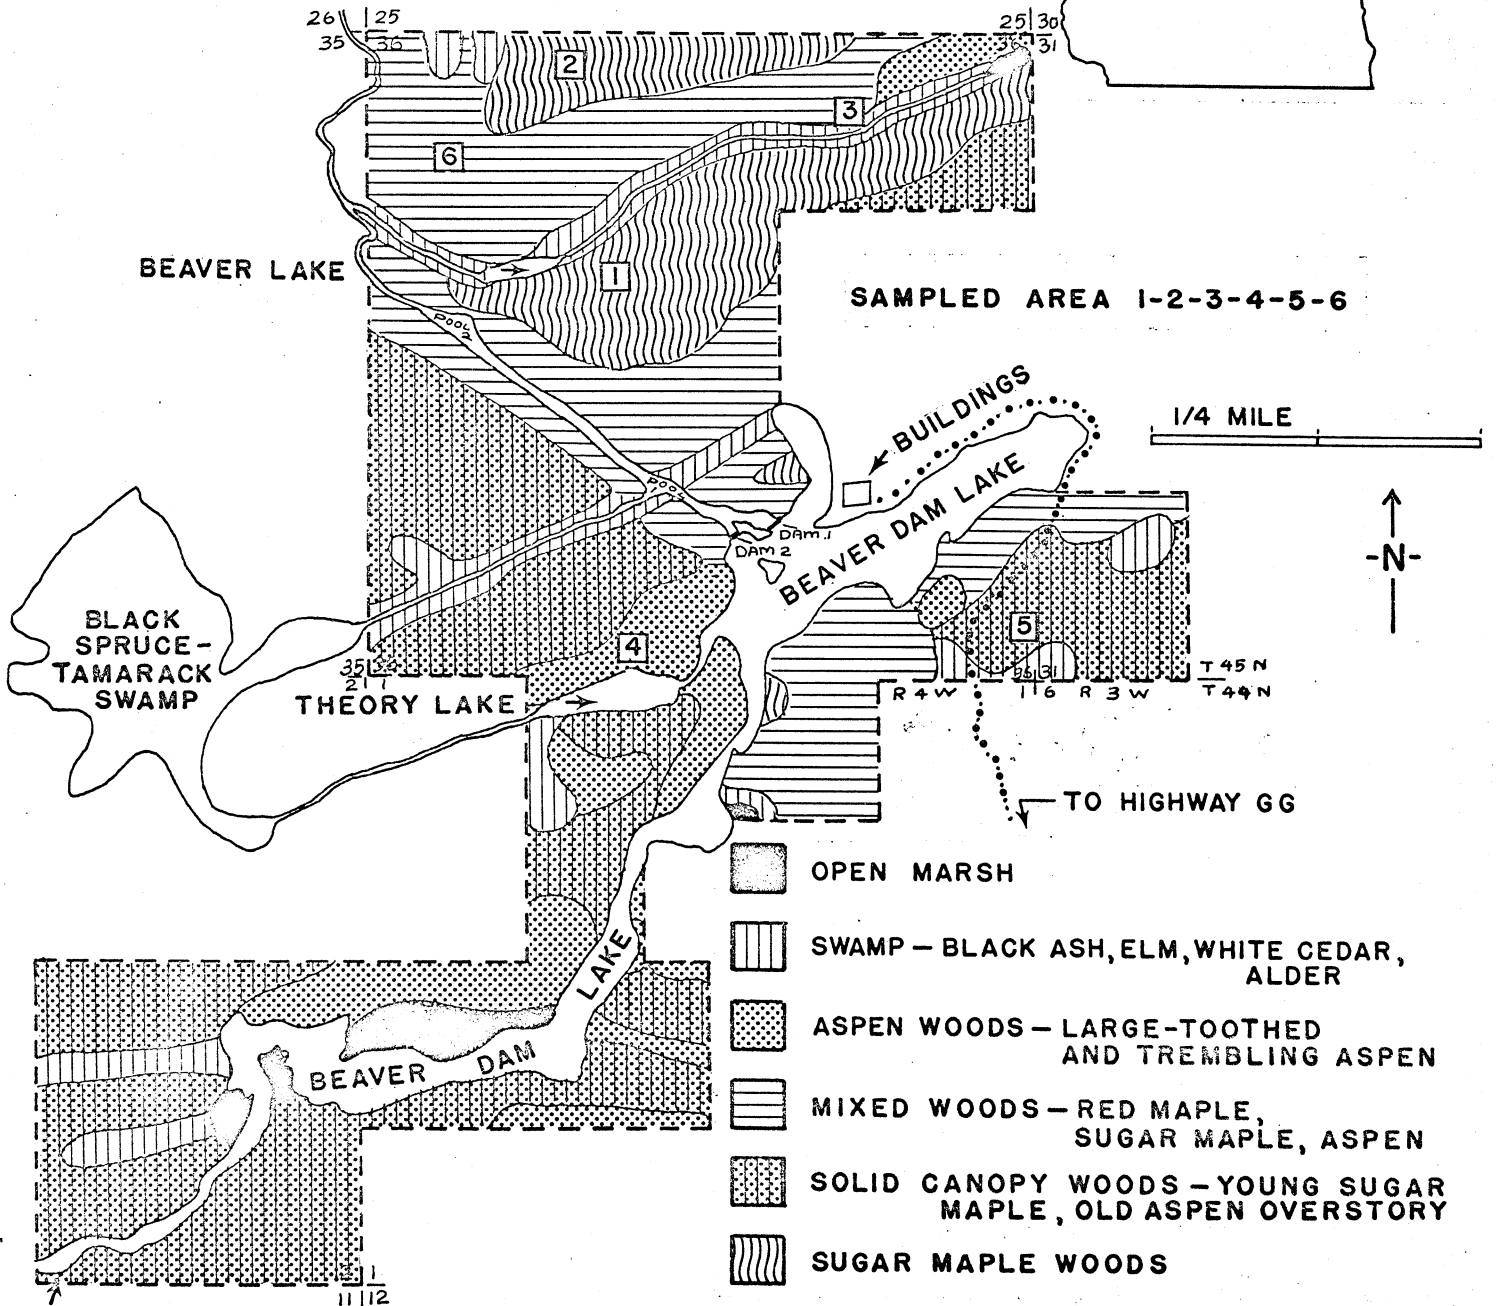 26 25
25 30
35 36
36 31
2
3
6
BEAVER LAKE
1
SAMPLED AREA 1-2-3-4-5-6
POOL
2
BUILDINGS
1/4 MILE
POOL
BEAVER DAM LAKE
DAM 1
DAM 2
-N-
BLACK
SPRUCE-
TAMARACK
SWAMP
5
4
35 36
2 1
36 31
1 6
T 45 N
T 44 N
R 4 W
R 3 W
THEORY LAKE
TO HIGHWAY GG
LAKE
BEAVER DAM
OPEN MARSH
SWAMP — BLACK ASH, ELM, WHITE CEDAR,
ALDER
ASPEN WOODS — LARGE-TOOTHED
AND TREMBLING ASPEN
MIXED WOODS — RED MAPLE,
SUGAR MAPLE, ASPEN
SOLID CANOPY WOODS — YOUNG SUGAR
MAPLE, OLD ASPEN OVERSTORY
SUGAR MAPLE WOODS
1
11 12